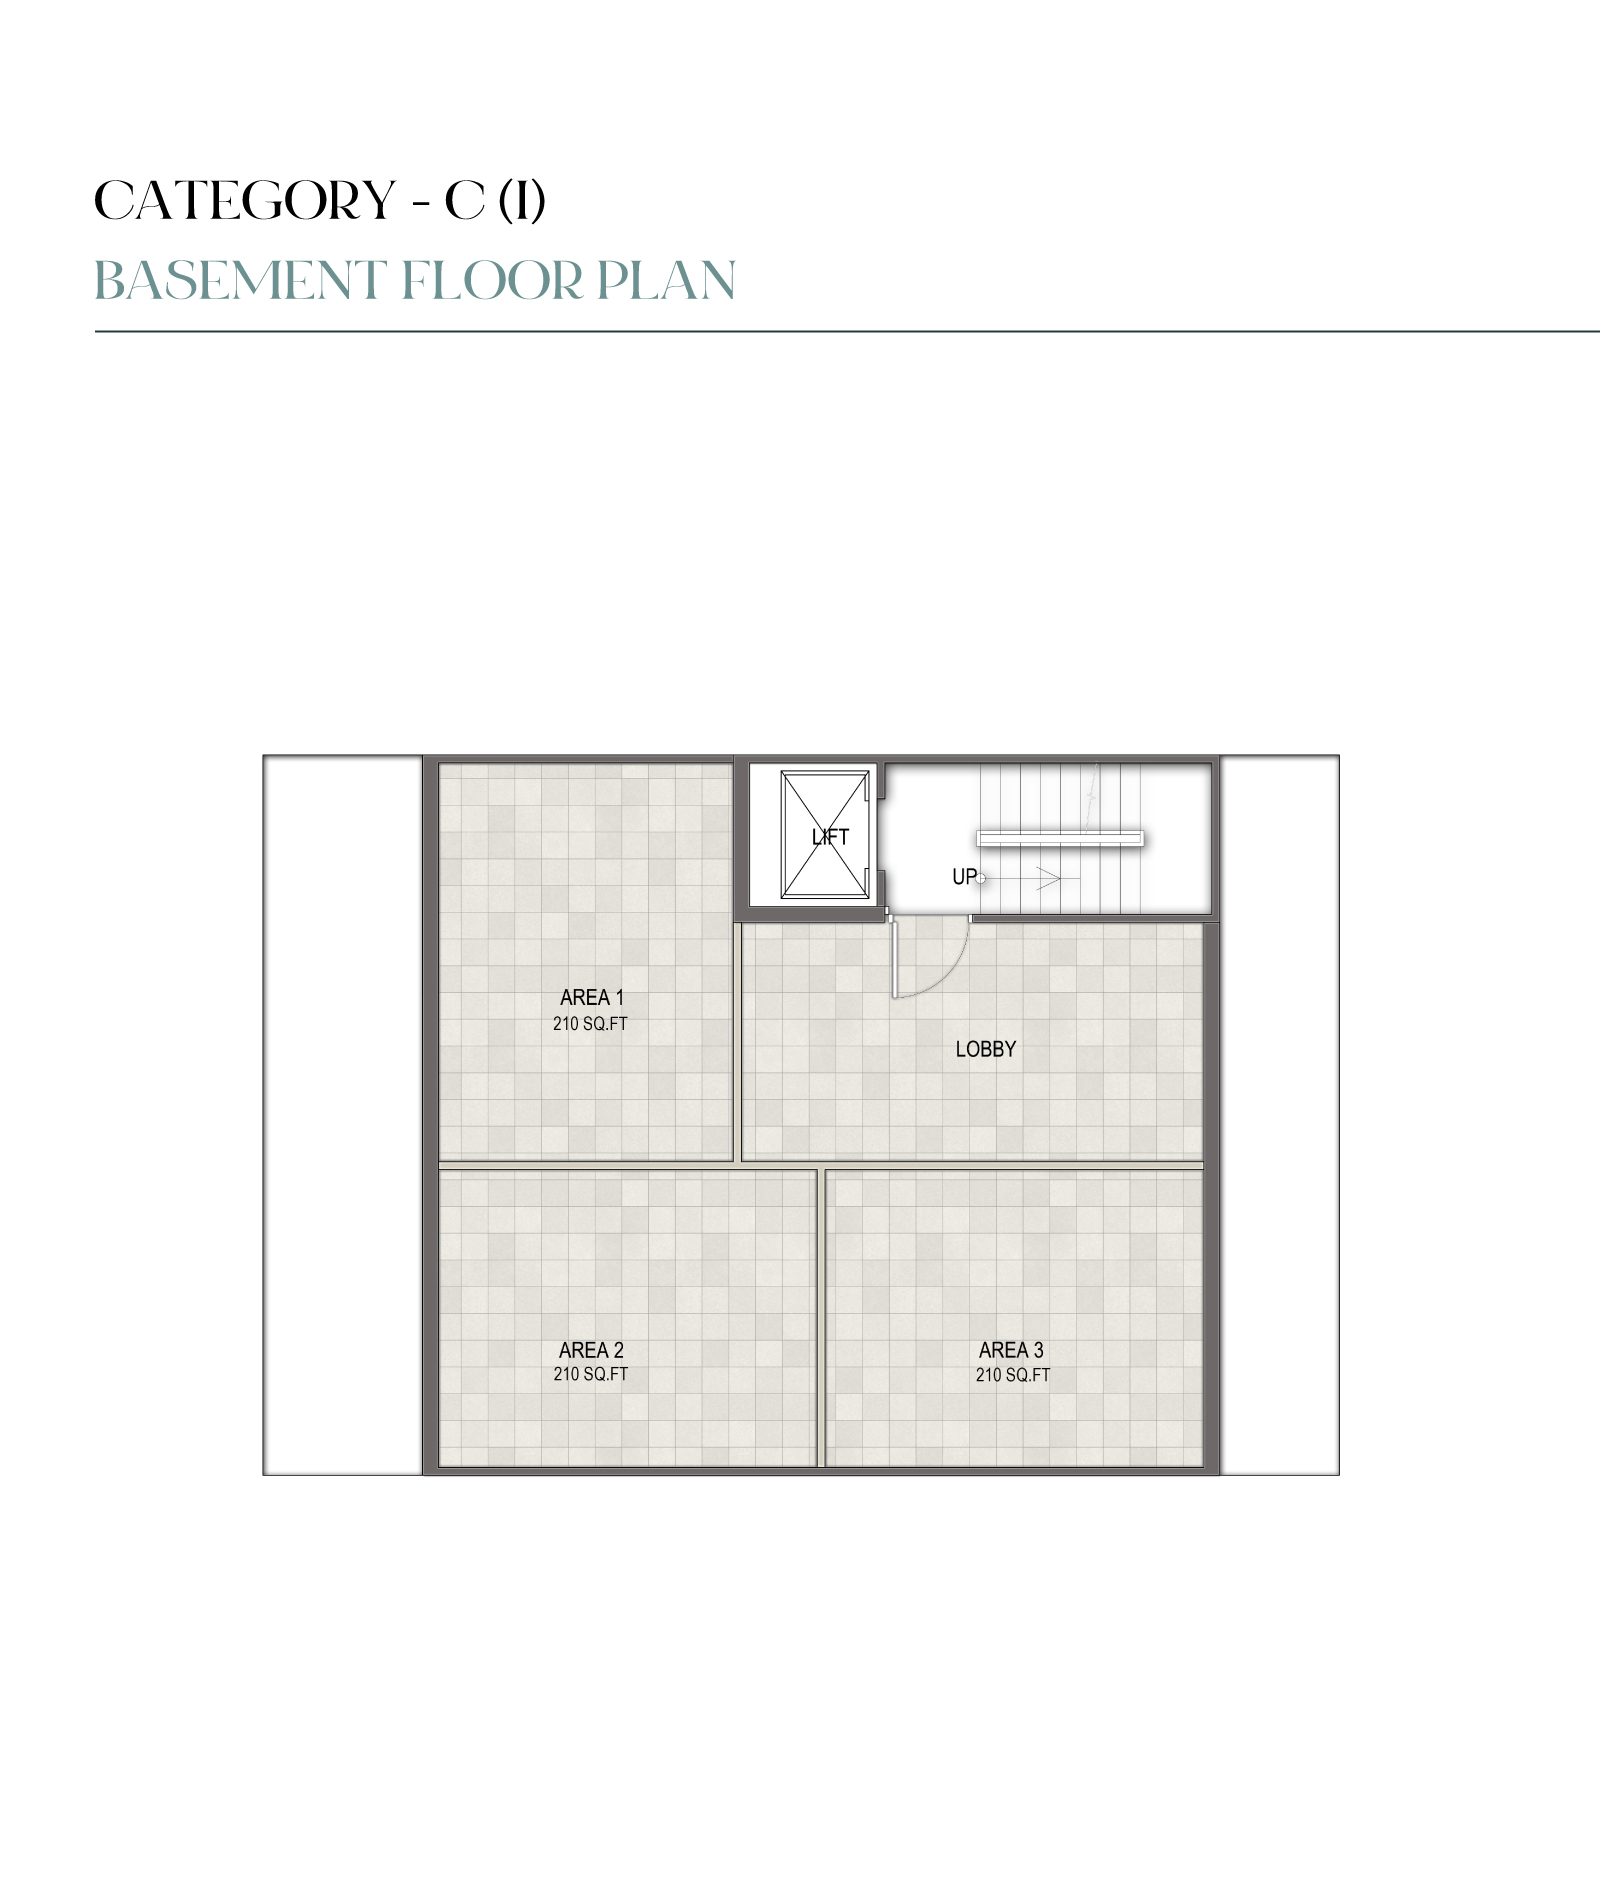 CATEGORY - C (I)
BASEMENT FLOOR PLAN
LIFT
UP
AREA 1
210 SQ.FT
LOBBY
AREA 2
210 SQ.FT
AREA 3
210 SQ.FT